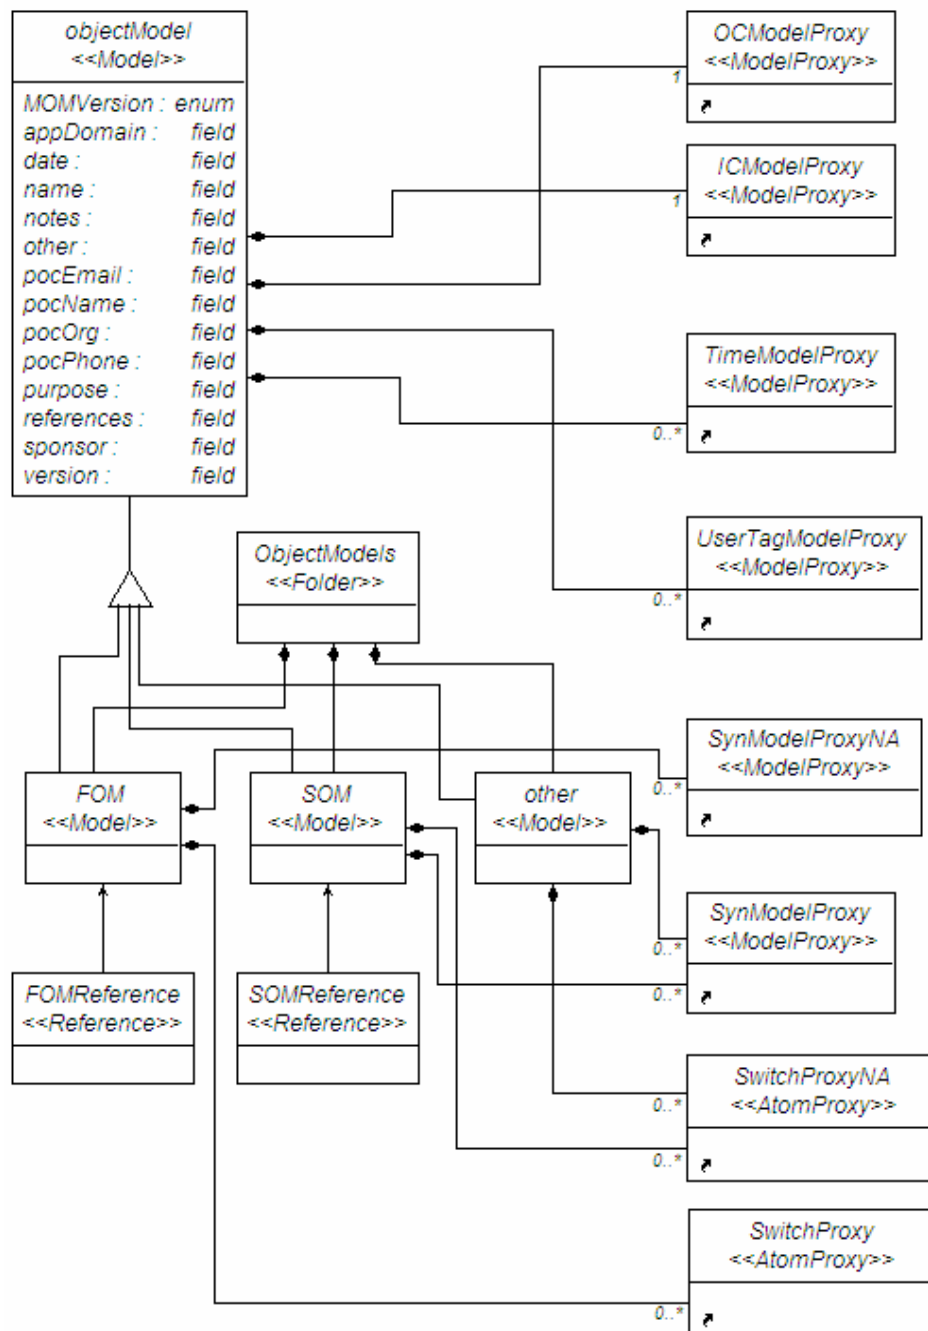 objectModel
<<Model>>
MOMVersion : enum
appDomain : field
date : field
name : field
notes : field
other : field
pocEmail : field
pocName : field
pocOrg : field
pocPhone : field
purpose : field
references : field
sponsor : field
version : field
OCModelProxy
<<ModelProxy>>
1
ICModelProxy
<<ModelProxy>>
1
TimeModelProxy
<<ModelProxy>>
0..*
UserTagModelProxy
<<ModelProxy>>
0..*
ObjectModels
<<Folder>>
FOM
<<Model>>
SOM
<<Model>>
other
<<Model>>
SynModelProxyNA
<<ModelProxy>>
0..*
SynModelProxy
<<ModelProxy>>
0..*
0..*
FOMReference
<<Reference>>
SOMReference
<<Reference>>
SwitchProxyNA
<<AtomProxy>>
0..*
0..*
SwitchProxy
<<AtomProxy>>
0..*